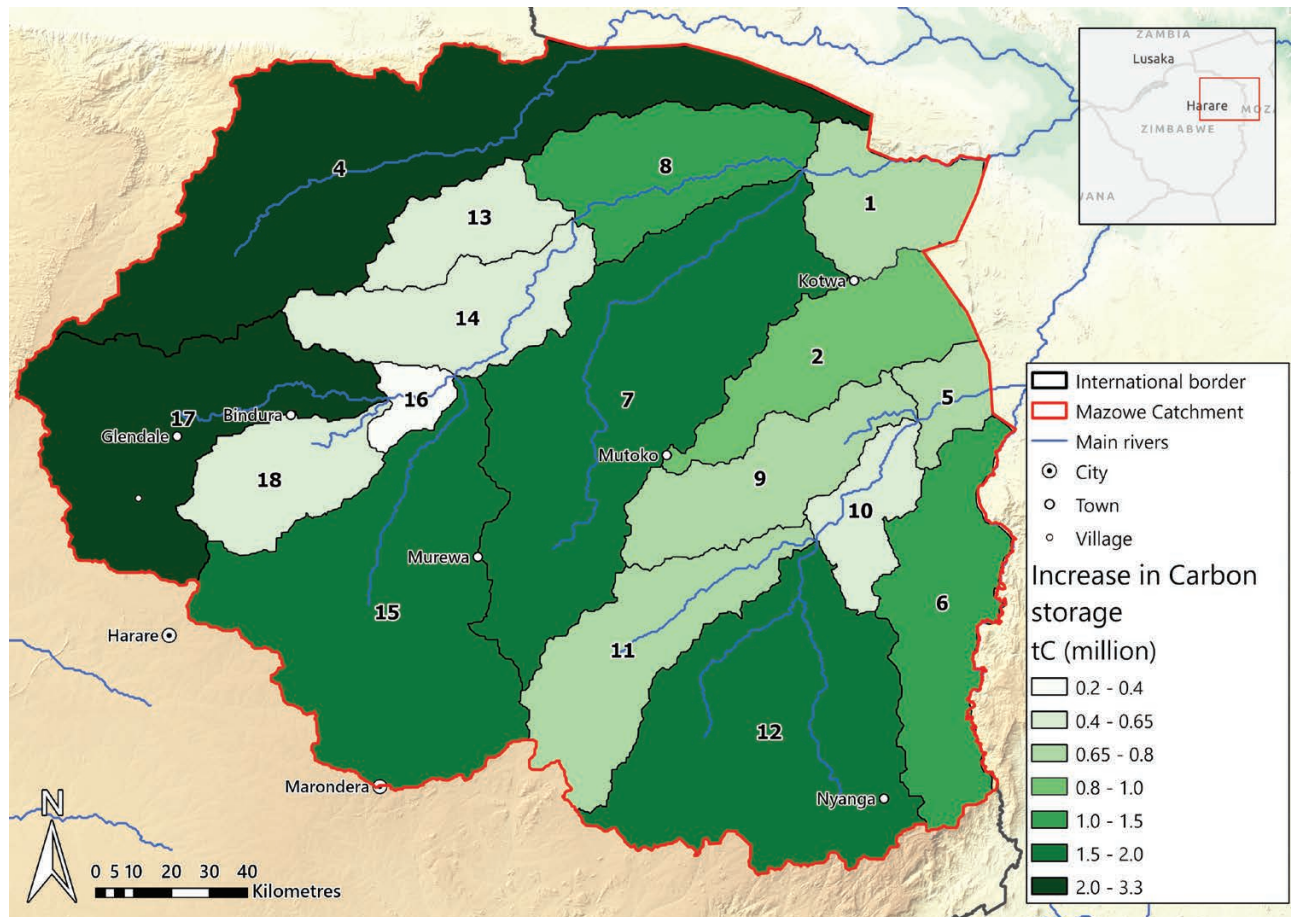 ZAMBIA
Lusaka
Harare
MOZA
ZIMBABWE
WANA
4
8
13
1
Kotwa
14
2
7
5
16
17
Bindura
Glendale
Mutoko
9
18
10
Murewa
15
6
Harare
11
12
Marondera
Nyanga
N
0 5 10 20 30 40
Kilometres
International border
Mazowe Catchment
Main rivers
City
Town
Village
Increase in Carbon
storage
tC (million)
0.2 - 0.4
0.4 - 0.65
0.65 - 0.8
0.8 - 1.0
1.0 - 1.5
1.5 - 2.0
2.0 - 3.3